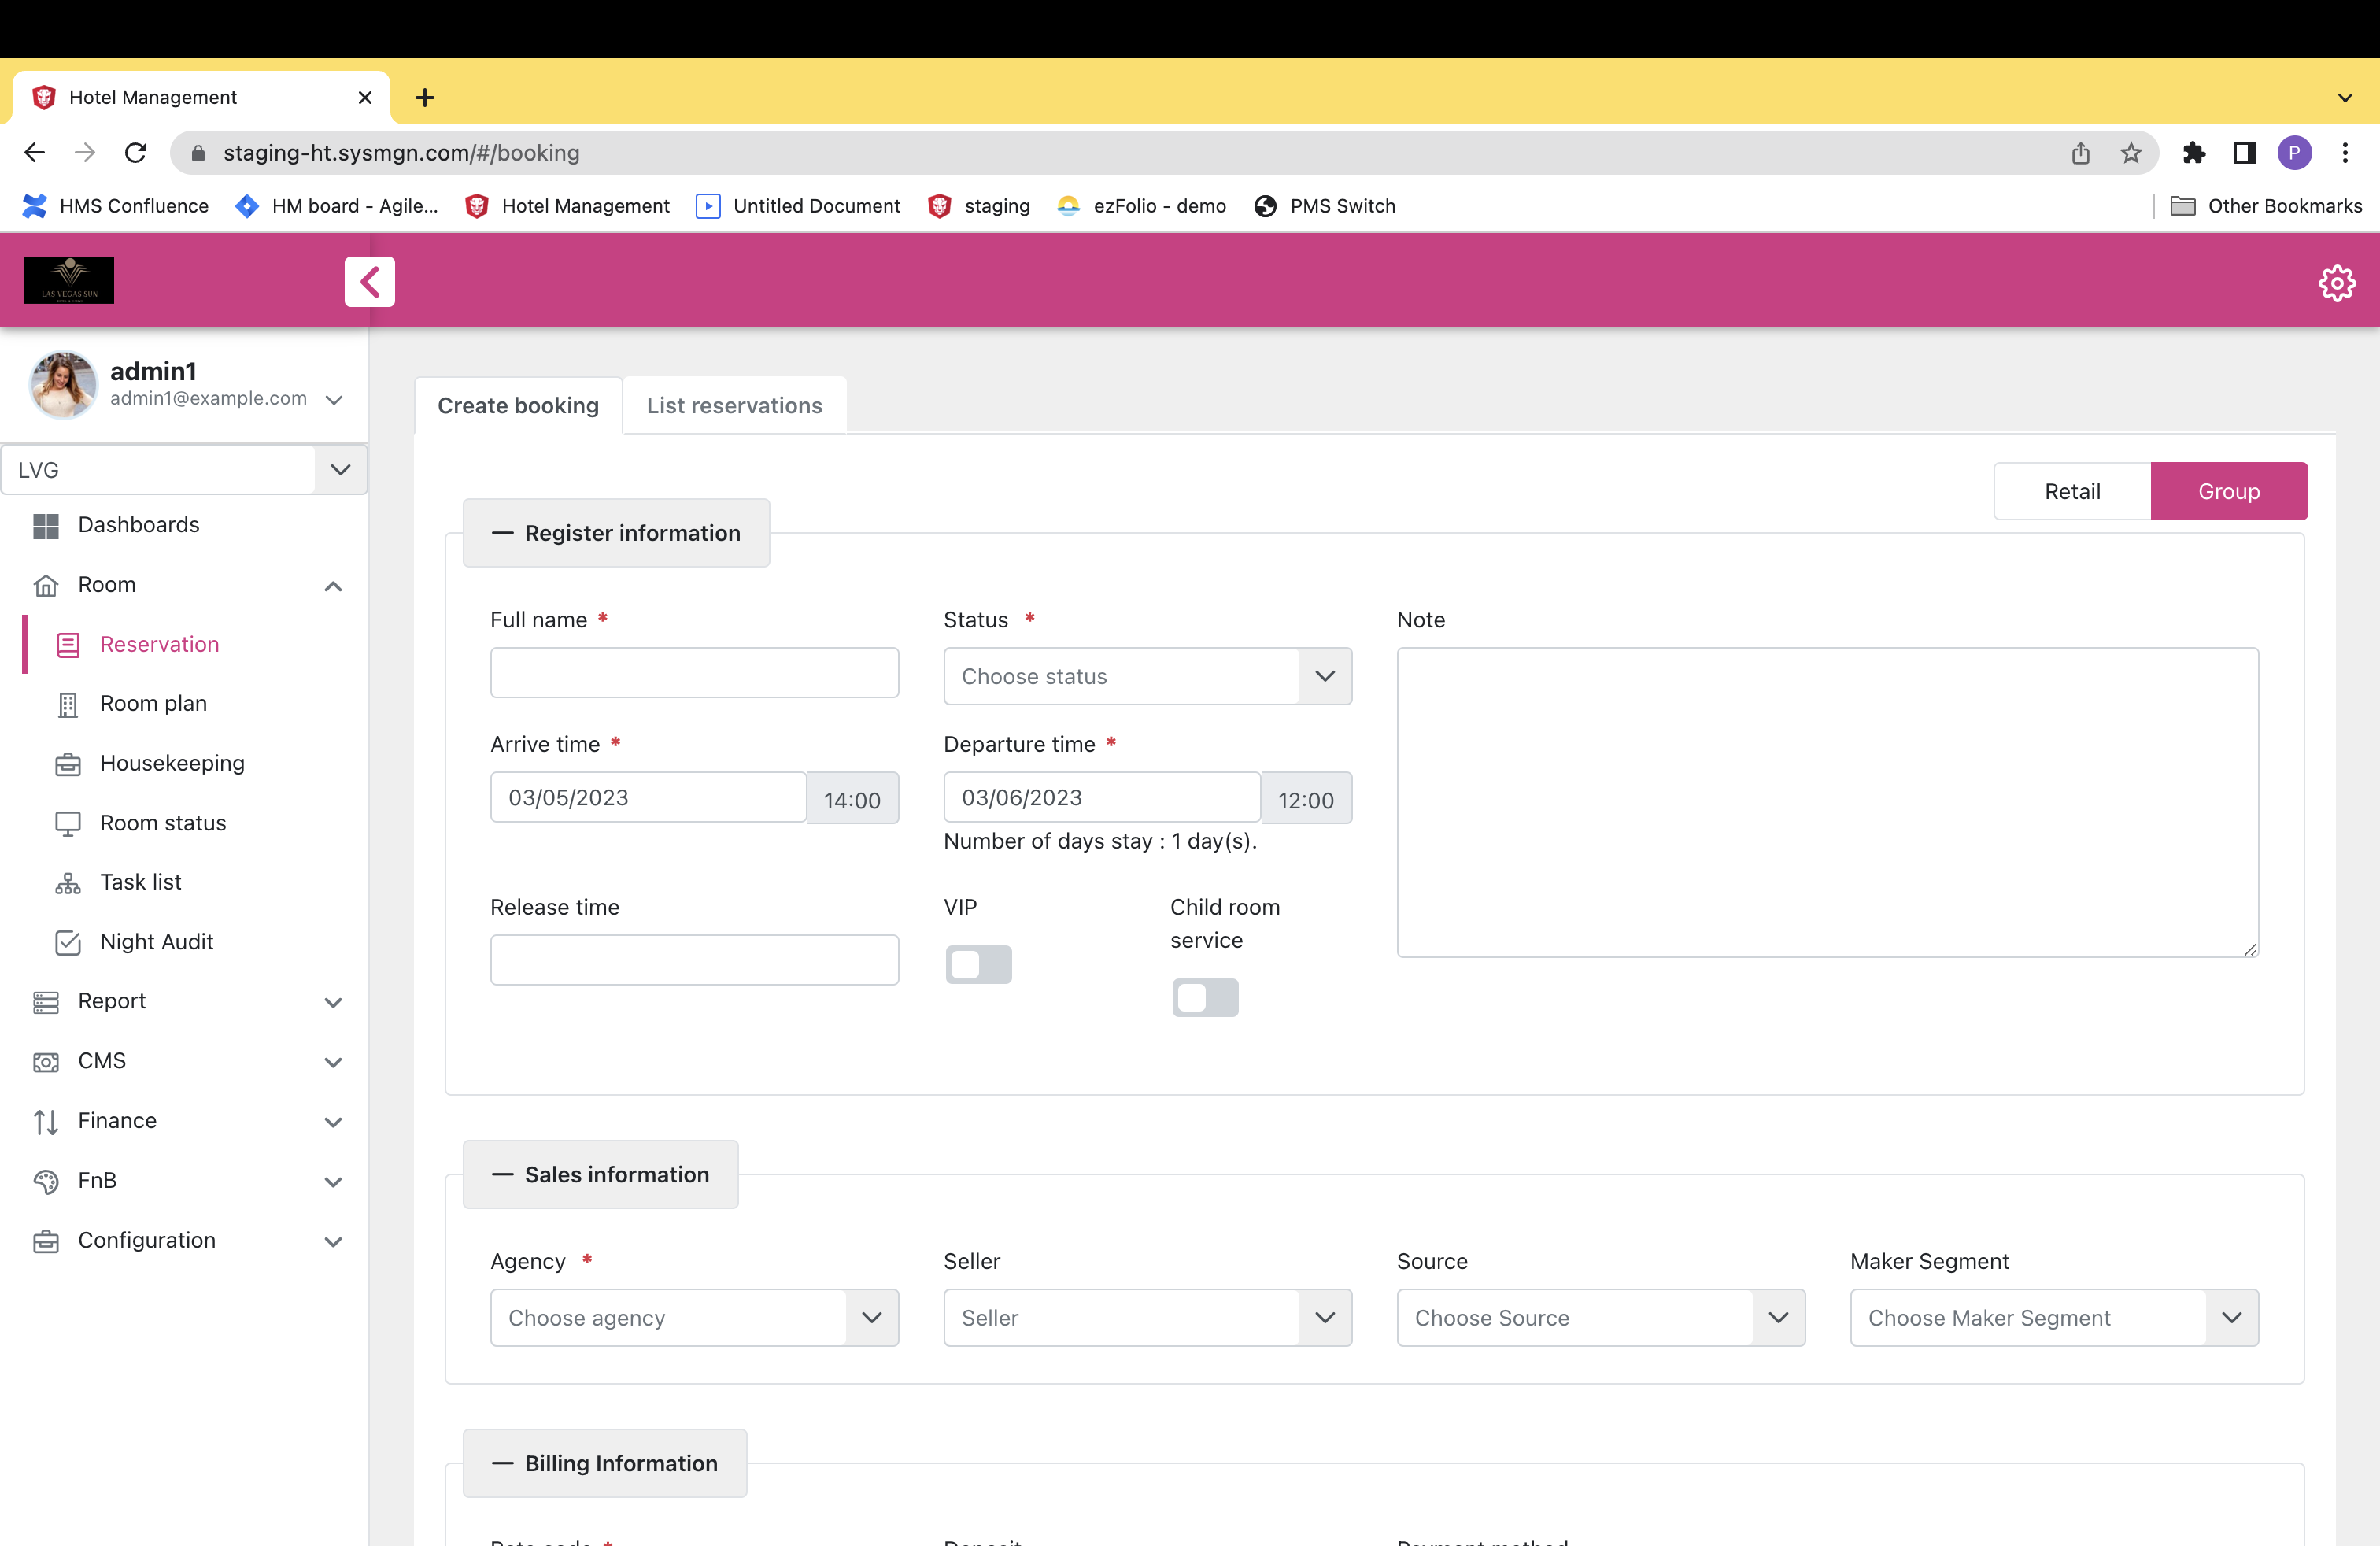 Hotel Management
staging-ht.sysmgn.com/#/booking
P
HMS Confluence
HM board - Agile...
Hotel Management
Untitled Document
staging
ezFolio - demo
PMS Switch
Other Bookmarks
LAS VEGAS SUN
admin1
admin1@example.com
LVG
Dashboards
Room
Reservation
Room plan
Housekeeping
Room status
Task list
Night Audit
Report
CMS
Finance
FnB
Configuration
Create booking
List reservations
Retail
Group
Register information
Full name *
Status *
Note
Choose status
Arrive time *
Departure time *
03/05/2023 14:00
03/06/2023 12:00
Number of days stay : 1 day(s).
Release time
VIP
Child room
service
Sales information
Agency *
Seller
Source
Maker Segment
Choose agency
Seller
Choose Source
Choose Maker Segment
Billing Information
Rate code *
Deposit
Payment method